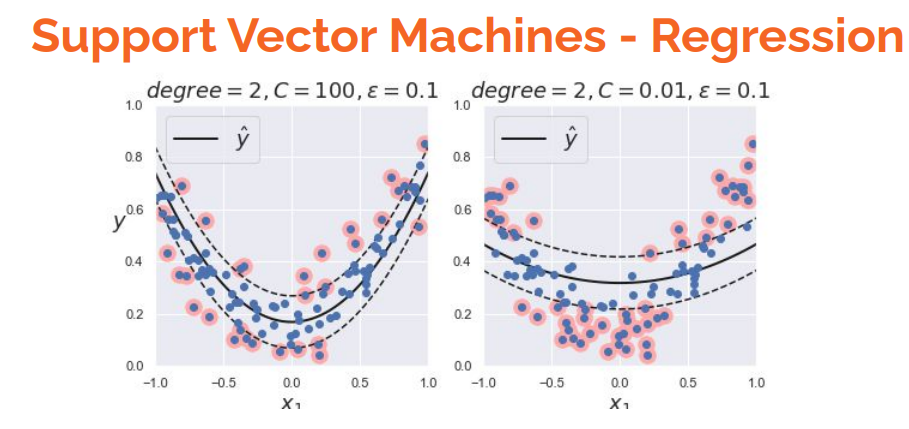 Support Vector Machines - Regression
degree = 2, C = 100, ε = 0.1
degree = 2, C = 0.01, ε = 0.1
1.0
0.8
0.6
0.4
0.2
0.0
y
ŷ
−1.0 −0.5 0.0 0.5 1.0
x₁
1.0
0.8
0.6
0.4
0.2
0.0
ŷ
−1.0 −0.5 0.0 0.5 1.0
x₁